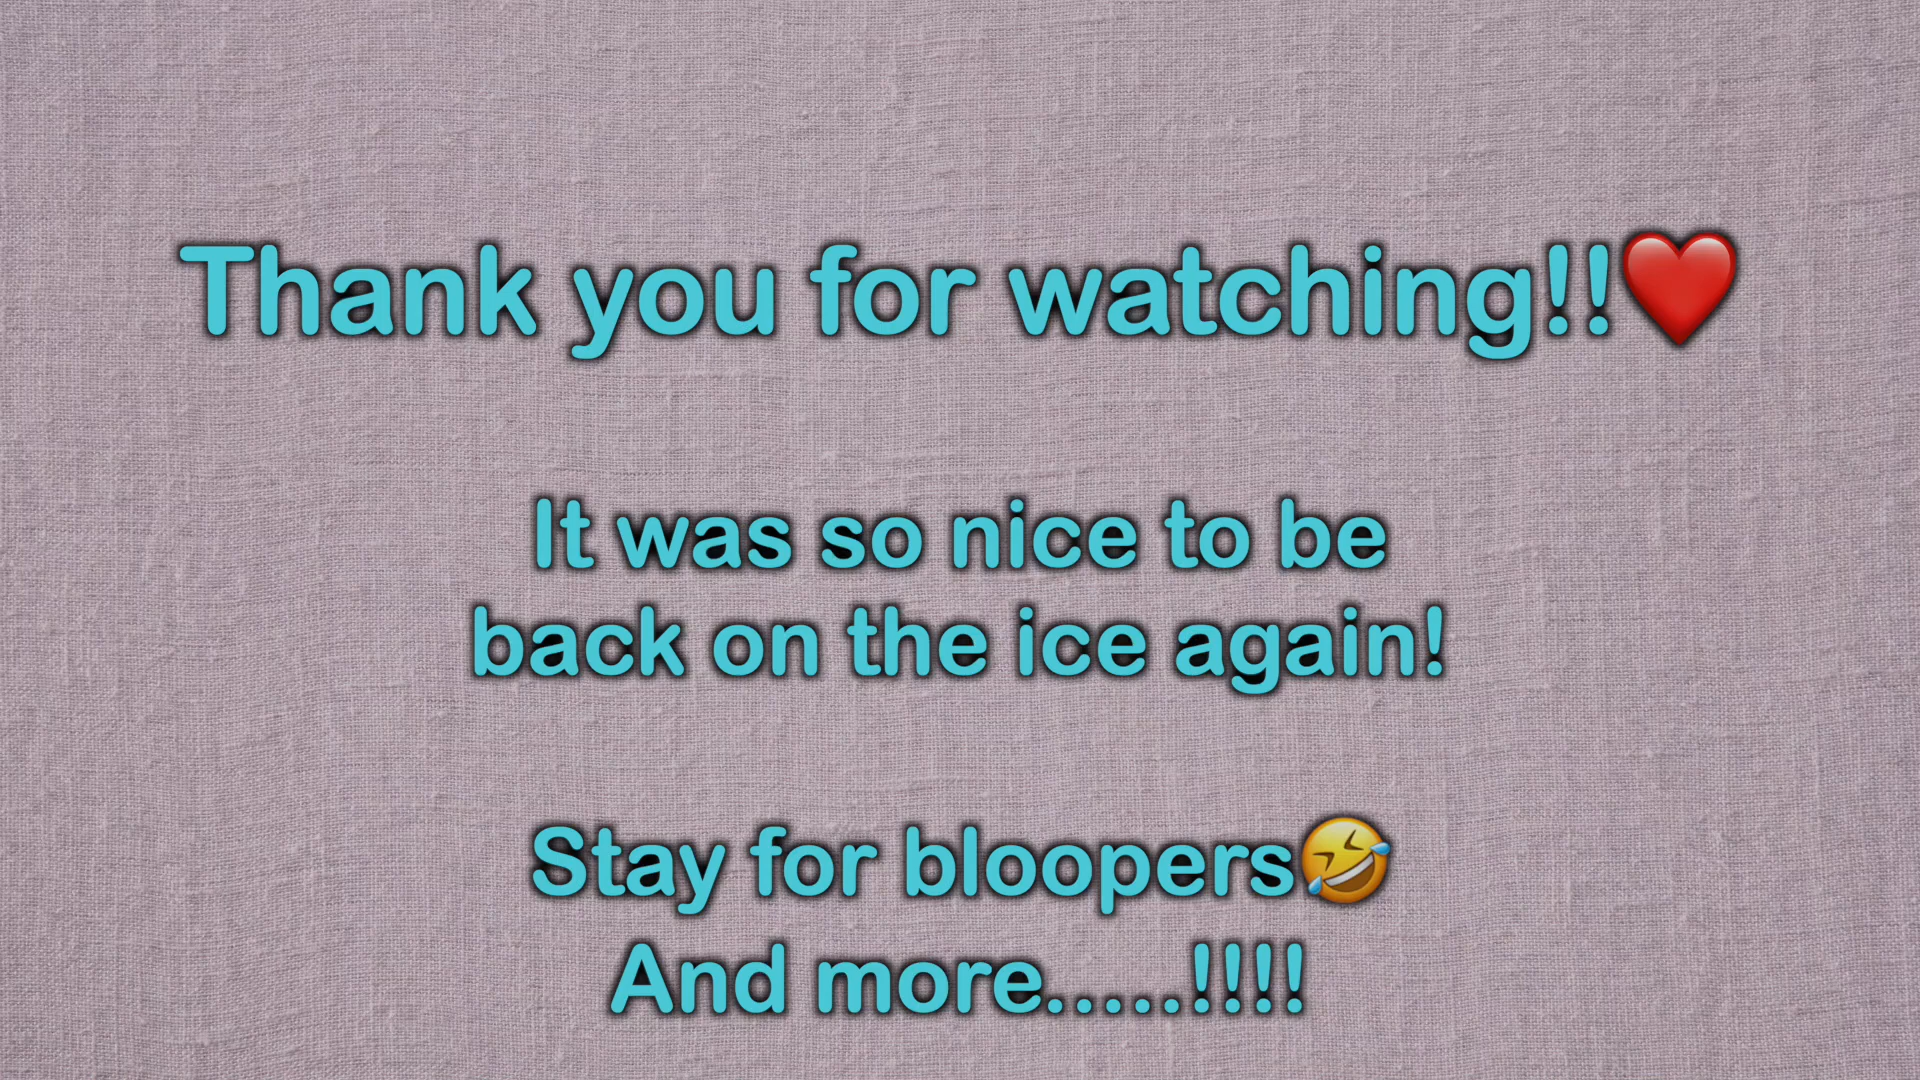 Thank you for watching!!❤️
It was so nice to be
back on the ice again!
Stay for bloopers🤣
And more.....!!!!